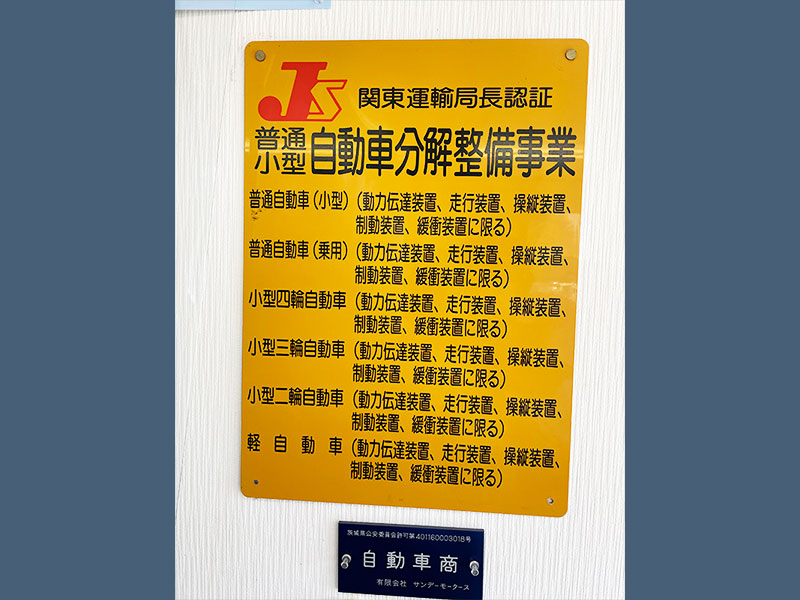 JS 関東運輸局長認証
普通
小型 自動車分解整備事業
普通自動車(小型)(動力伝達装置、走行装置、操縦装置、
制動装置、緩衝装置に限る)
普通自動車(乗用)(動力伝達装置、走行装置、操縦装置、
制動装置、緩衝装置に限る)
小型四輪自動車(動力伝達装置、走行装置、操縦装置、
制動装置、緩衝装置に限る)
小型三輪自動車(動力伝達装置、走行装置、操縦装置、
制動装置、緩衝装置に限る)
小型二輪自動車(動力伝達装置、走行装置、操縦装置、
制動装置、緩衝装置に限る)
軽自動車(動力伝達装置、走行装置、操縦装置、
制動装置、緩衝装置に限る)
茨城県公安委員会許可第401160003018号
自動車商
有限会社 サンデーモータース